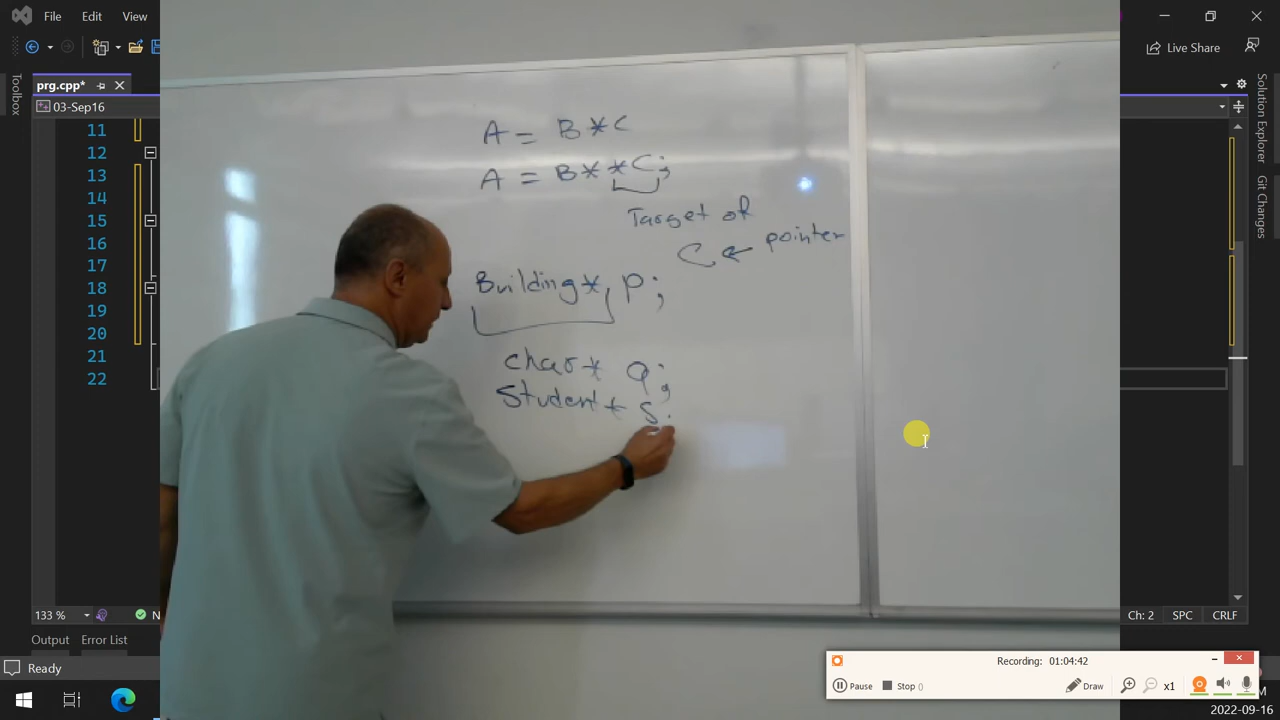 File Edit View
Live Share
prg.cpp*
03-Sep16
11
12
13
14
15
16
17
18
19
20
21
22
A = B * C
A = B * * C;
Target of
C ← pointer
Building* p;
char* Q;
Student* S;
Toolbox
Solution Explorer
Git Changes
133 %
N
Ch: 2 SPC CRLF
Output Error List
Ready
Recording: 01:04:42
Pause Stop () Draw x1
M
2022-09-16